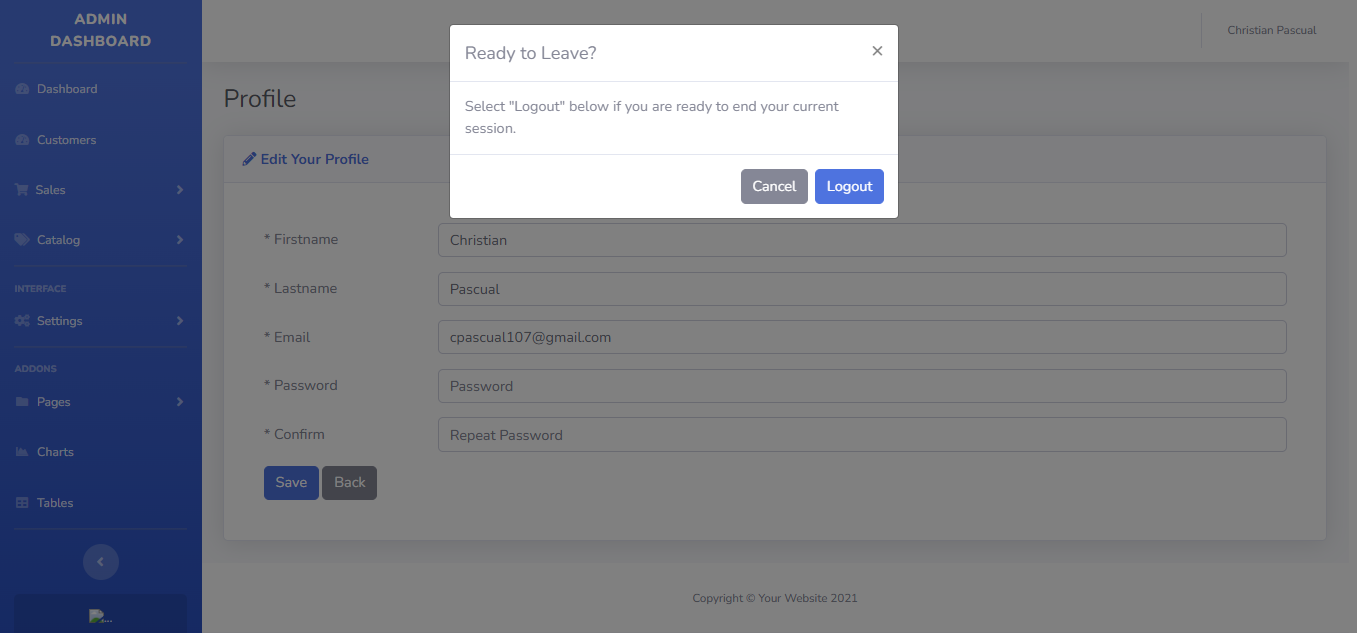 ADMIN
DASHBOARD
Dashboard
Customers
Sales
Catalog
INTERFACE
Settings
ADDONS
Pages
Charts
Tables
...
Christian Pascual
Profile
Edit Your Profile
Ready to Leave?
×
Select "Logout" below if you are ready to end your current
session.
Cancel Logout
* Firstname Christian
* Lastname Pascual
* Email cpascual107@gmail.com
* Password Password
* Confirm Repeat Password
Save Back
Copyright © Your Website 2021